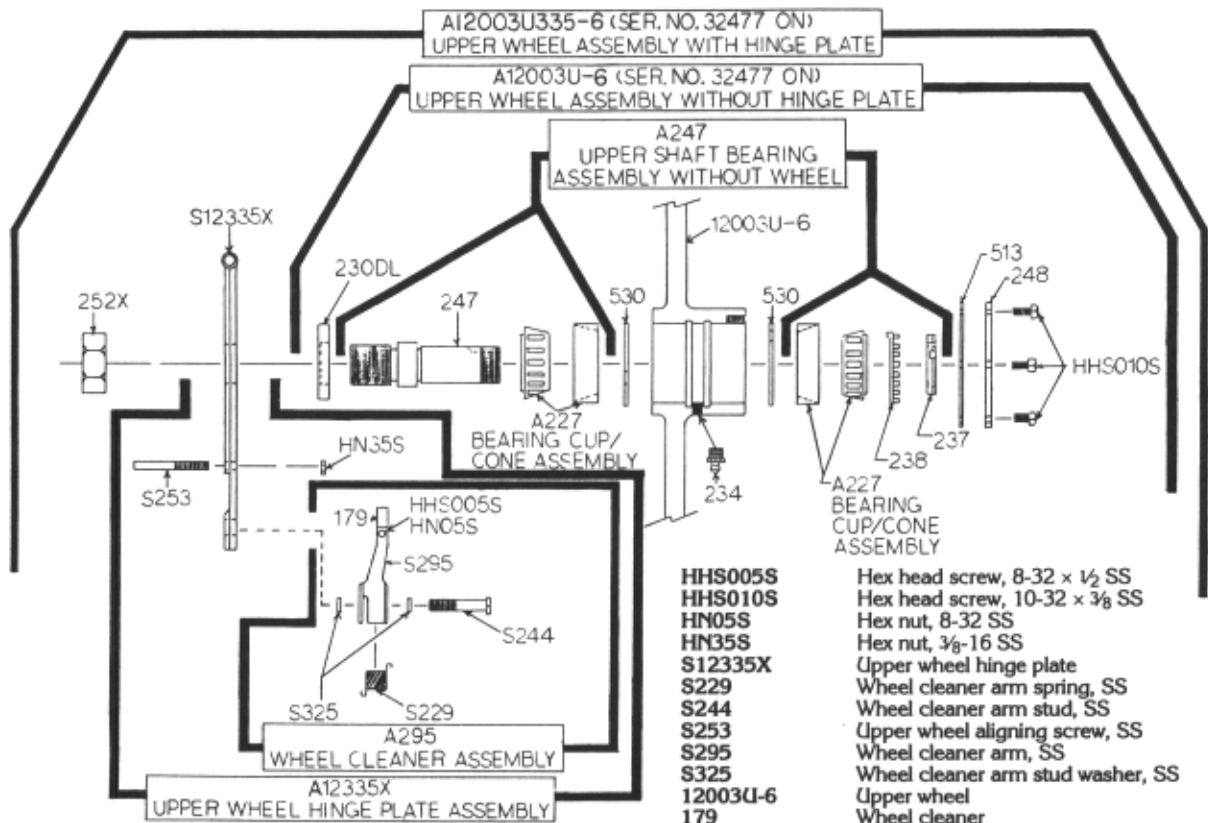 A12003U335-6 (SER. NO. 32477 ON)
UPPER WHEEL ASSEMBLY WITH HINGE PLATE
A12003U-6 (SER. NO. 32477 ON)
UPPER WHEEL ASSEMBLY WITHOUT HINGE PLATE
A247
UPPER SHAFT BEARING
ASSEMBLY WITHOUT WHEEL
S12335X
12003U-6
230DL
513
248
252X
247
530
530
HHS010S
A227
BEARING CUP/
CONE ASSEMBLY
237
238
HN35S
S253
234
A227
BEARING
CUP/CONE
ASSEMBLY
179
HHS005S
HN05S
S295
S244
S325
S229
A295
WHEEL CLEANER ASSEMBLY
A12335X
UPPER WHEEL HINGE PLATE ASSEMBLY
HHS005S Hex head screw, 8-32 × 1/2 SS
HHS010S Hex head screw, 10-32 × 3/8 SS
HN05S Hex nut, 8-32 SS
HN35S Hex nut, 3/8-16 SS
S12335X Upper wheel hinge plate
S229 Wheel cleaner arm spring, SS
S244 Wheel cleaner arm stud, SS
S253 Upper wheel aligning screw, SS
S295 Wheel cleaner arm, SS
S325 Wheel cleaner arm stud washer, SS
12003U-6 Upper wheel
179 Wheel cleaner